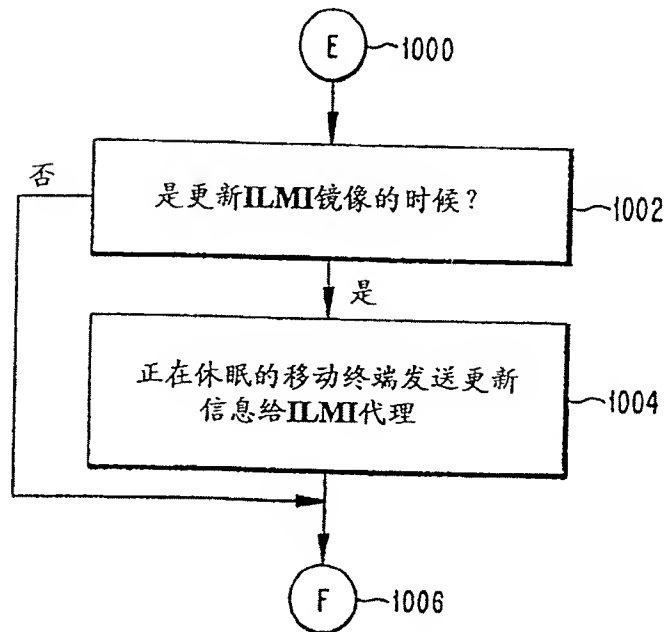 E
1000
否
是更新ILMI镜像的时候?
1002
是
正在休眠的移动终端发送更新
信息给ILMI代理
1004
F
1006